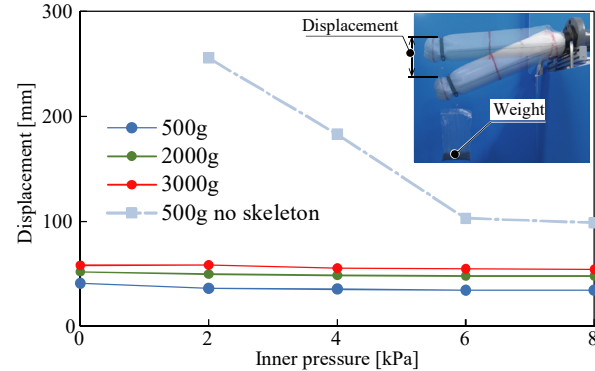 300
200
100
0
Displacement [mm]
Displacement
Weight
500g
2000g
3000g
500g no skeleton
0 2 4 6 8
Inner pressure [kPa]